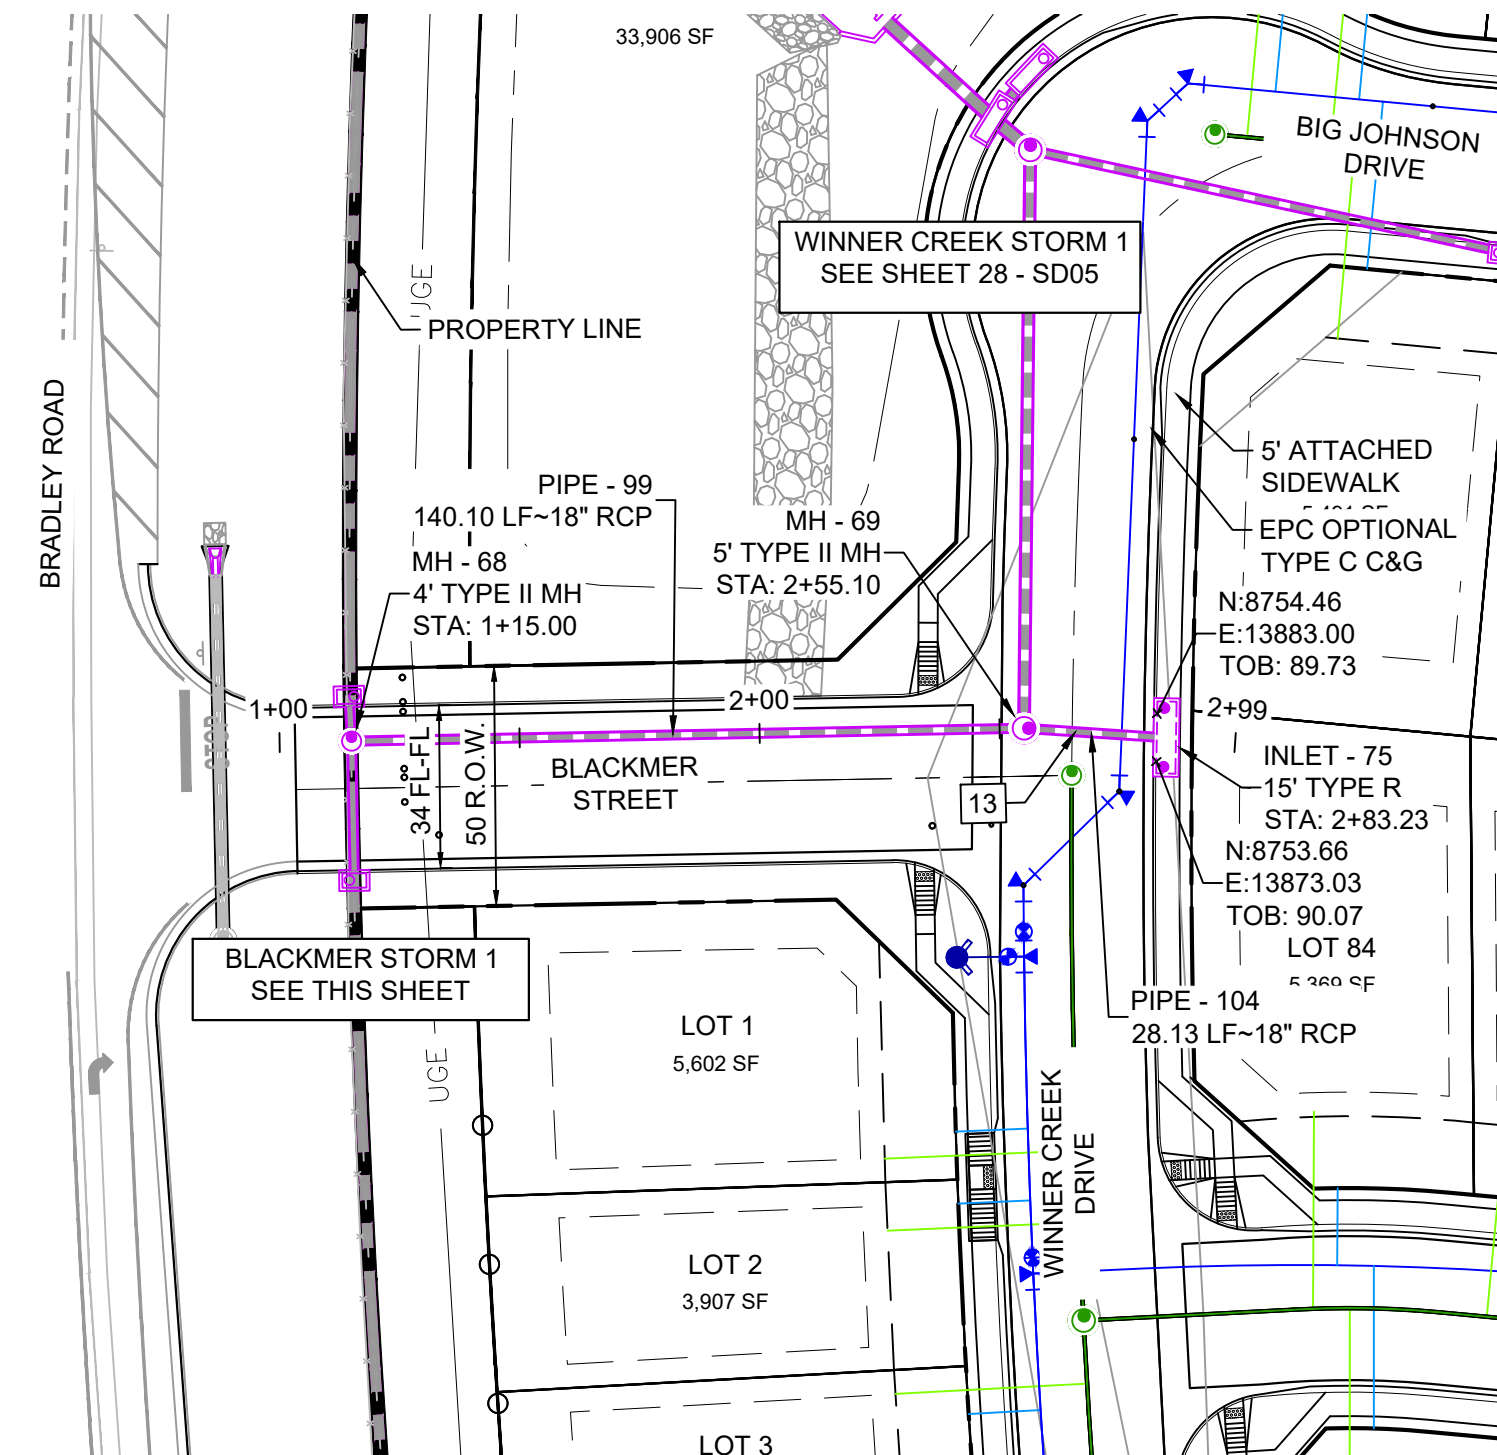 33,906 SF
BIG JOHNSON
DRIVE
WINNER CREEK STORM 1
SEE SHEET 28 - SD05
UGE
PROPERTY LINE
BRADLEY ROAD
5' ATTACHED
SIDEWALK
EPC OPTIONAL
TYPE C C&G
PIPE - 99
140.10 LF~18" RCP
MH - 68
4' TYPE II MH
STA: 1+15.00
MH - 69
5' TYPE II MH
STA: 2+55.10
N:8754.46
E:13883.00
TOB: 89.73
1+00
2+00
2+99
STOP
34' FL-FL
50 R.O.W.
BLACKMER
STREET
13
INLET - 75
15' TYPE R
STA: 2+83.23
N:8753.66
E:13873.03
TOB: 90.07
LOT 84
5,369 SF
BLACKMER STORM 1
SEE THIS SHEET
PIPE - 104
28.13 LF~18" RCP
LOT 1
5,602 SF
UGE
WINNER CREEK
DRIVE
LOT 2
3,907 SF
LOT 3